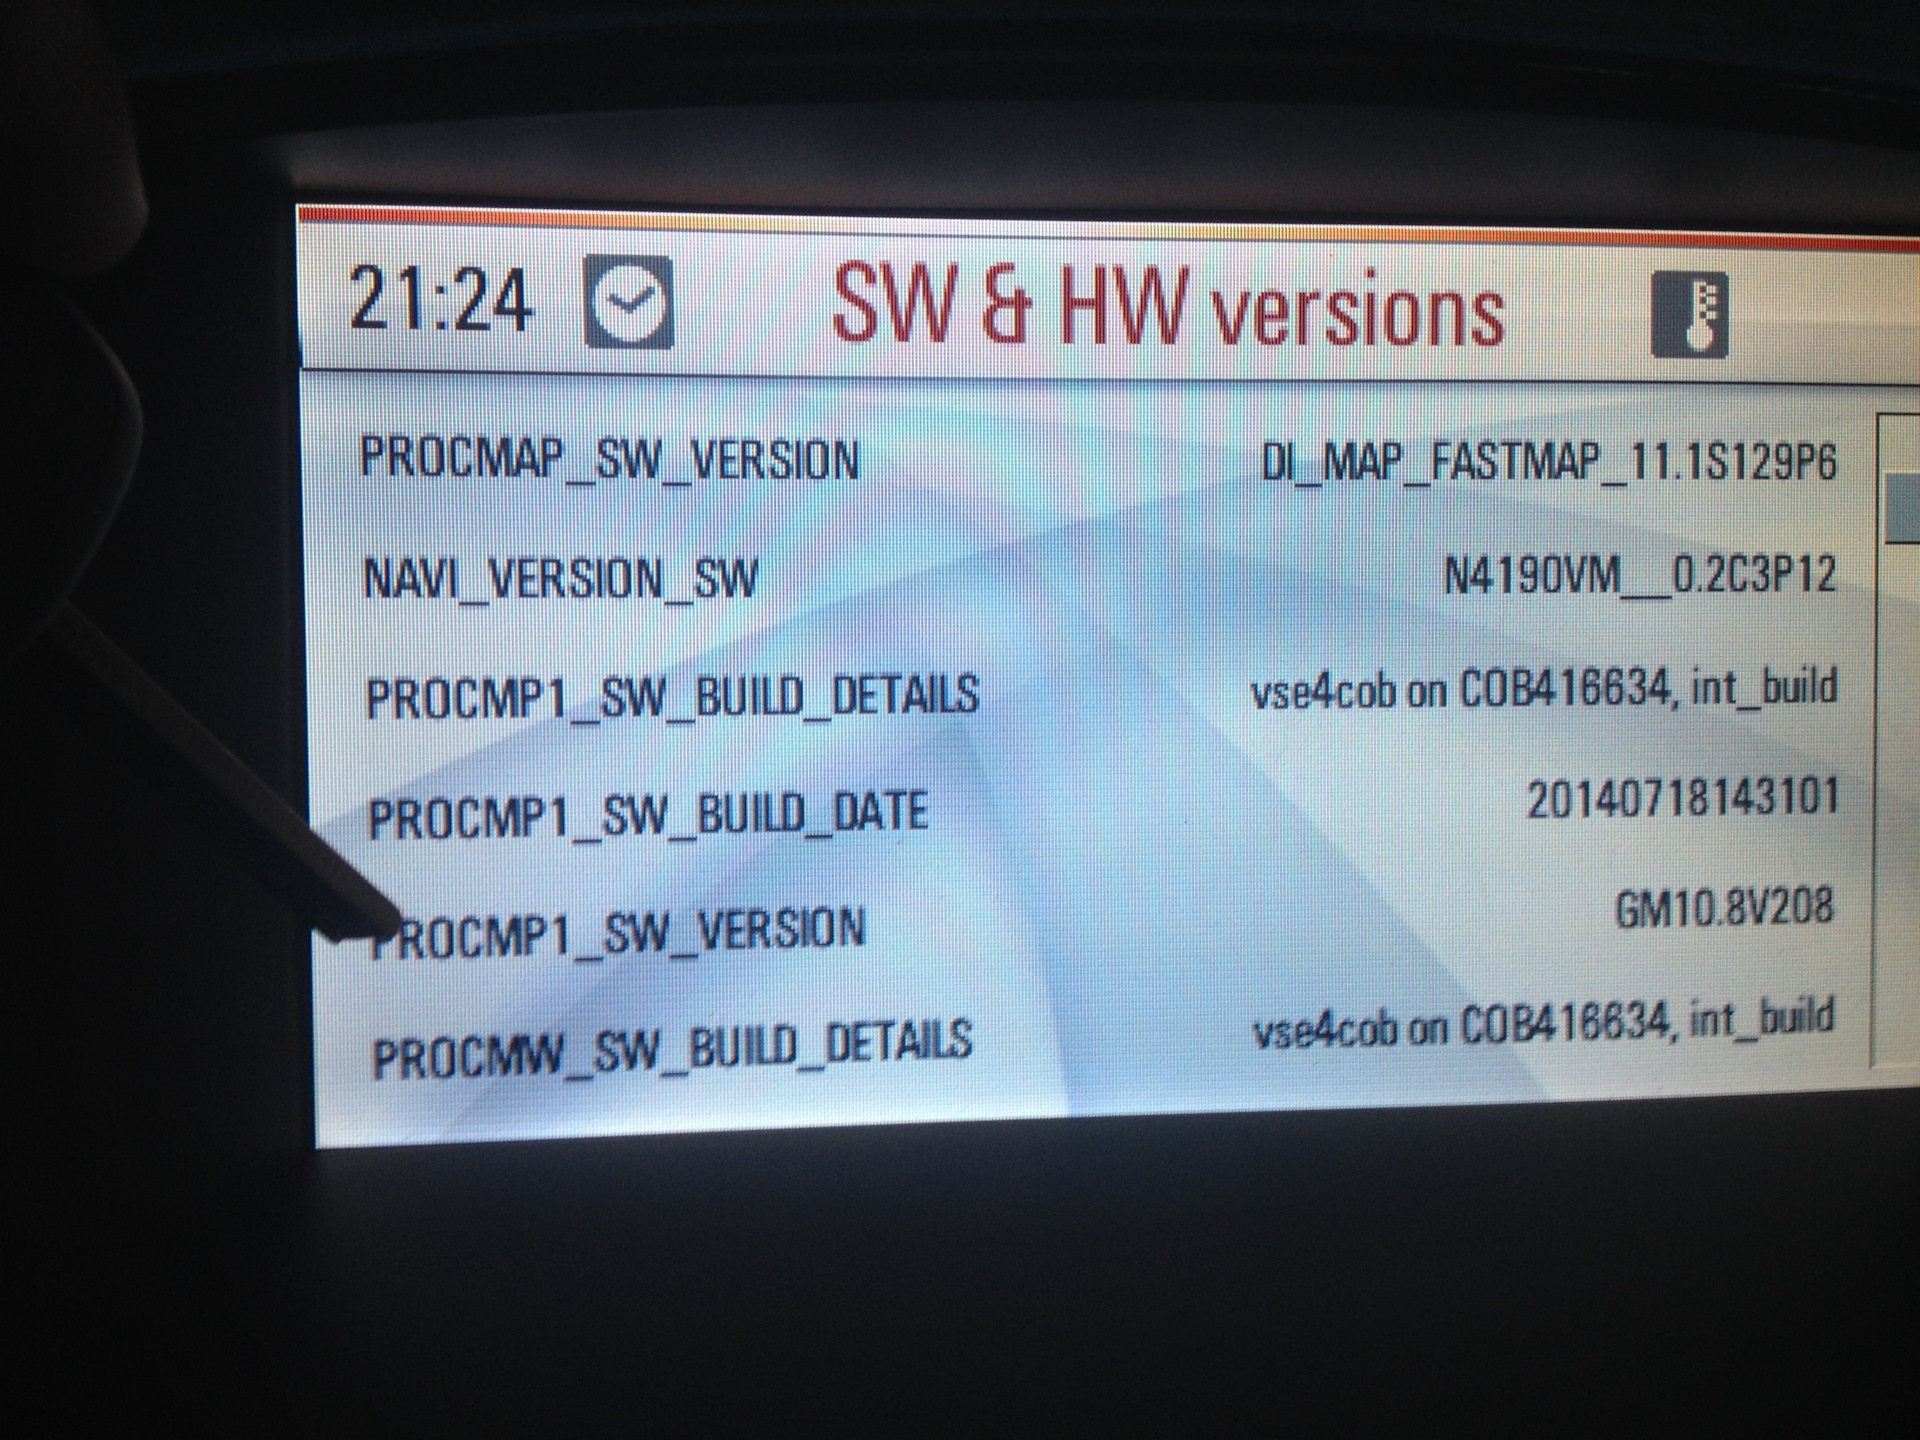 21:24 SW & HW versions
PROCMAP_SW_VERSION DI_MAP_FASTMAP_11.1S129P6
NAVI_VERSION_SW N4190VM__0.2C3P12
PROCMP1_SW_BUILD_DETAILS vse4cob on COB416634, int_build
PROCMP1_SW_BUILD_DATE 20140718143101
PROCMP1_SW_VERSION GM10.8V208
PROCMW_SW_BUILD_DETAILS vse4cob on COB416634, int_build